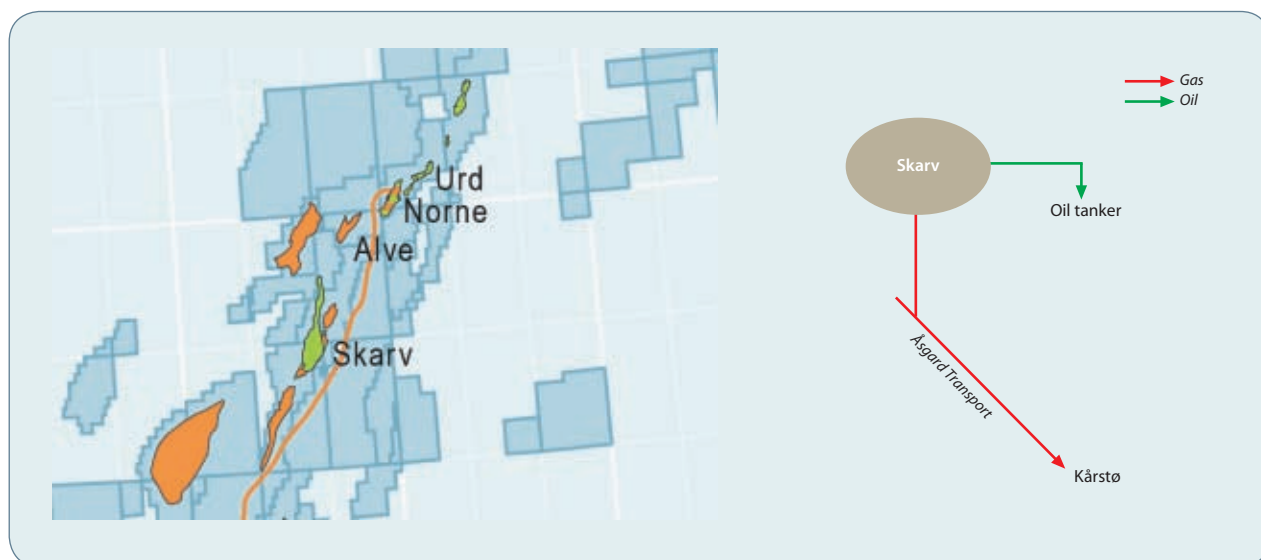 Urd
Norne
Alve
Skarv
Gas
Oil
Skarv
Oil tanker
Åsgard Transport
Kårstø